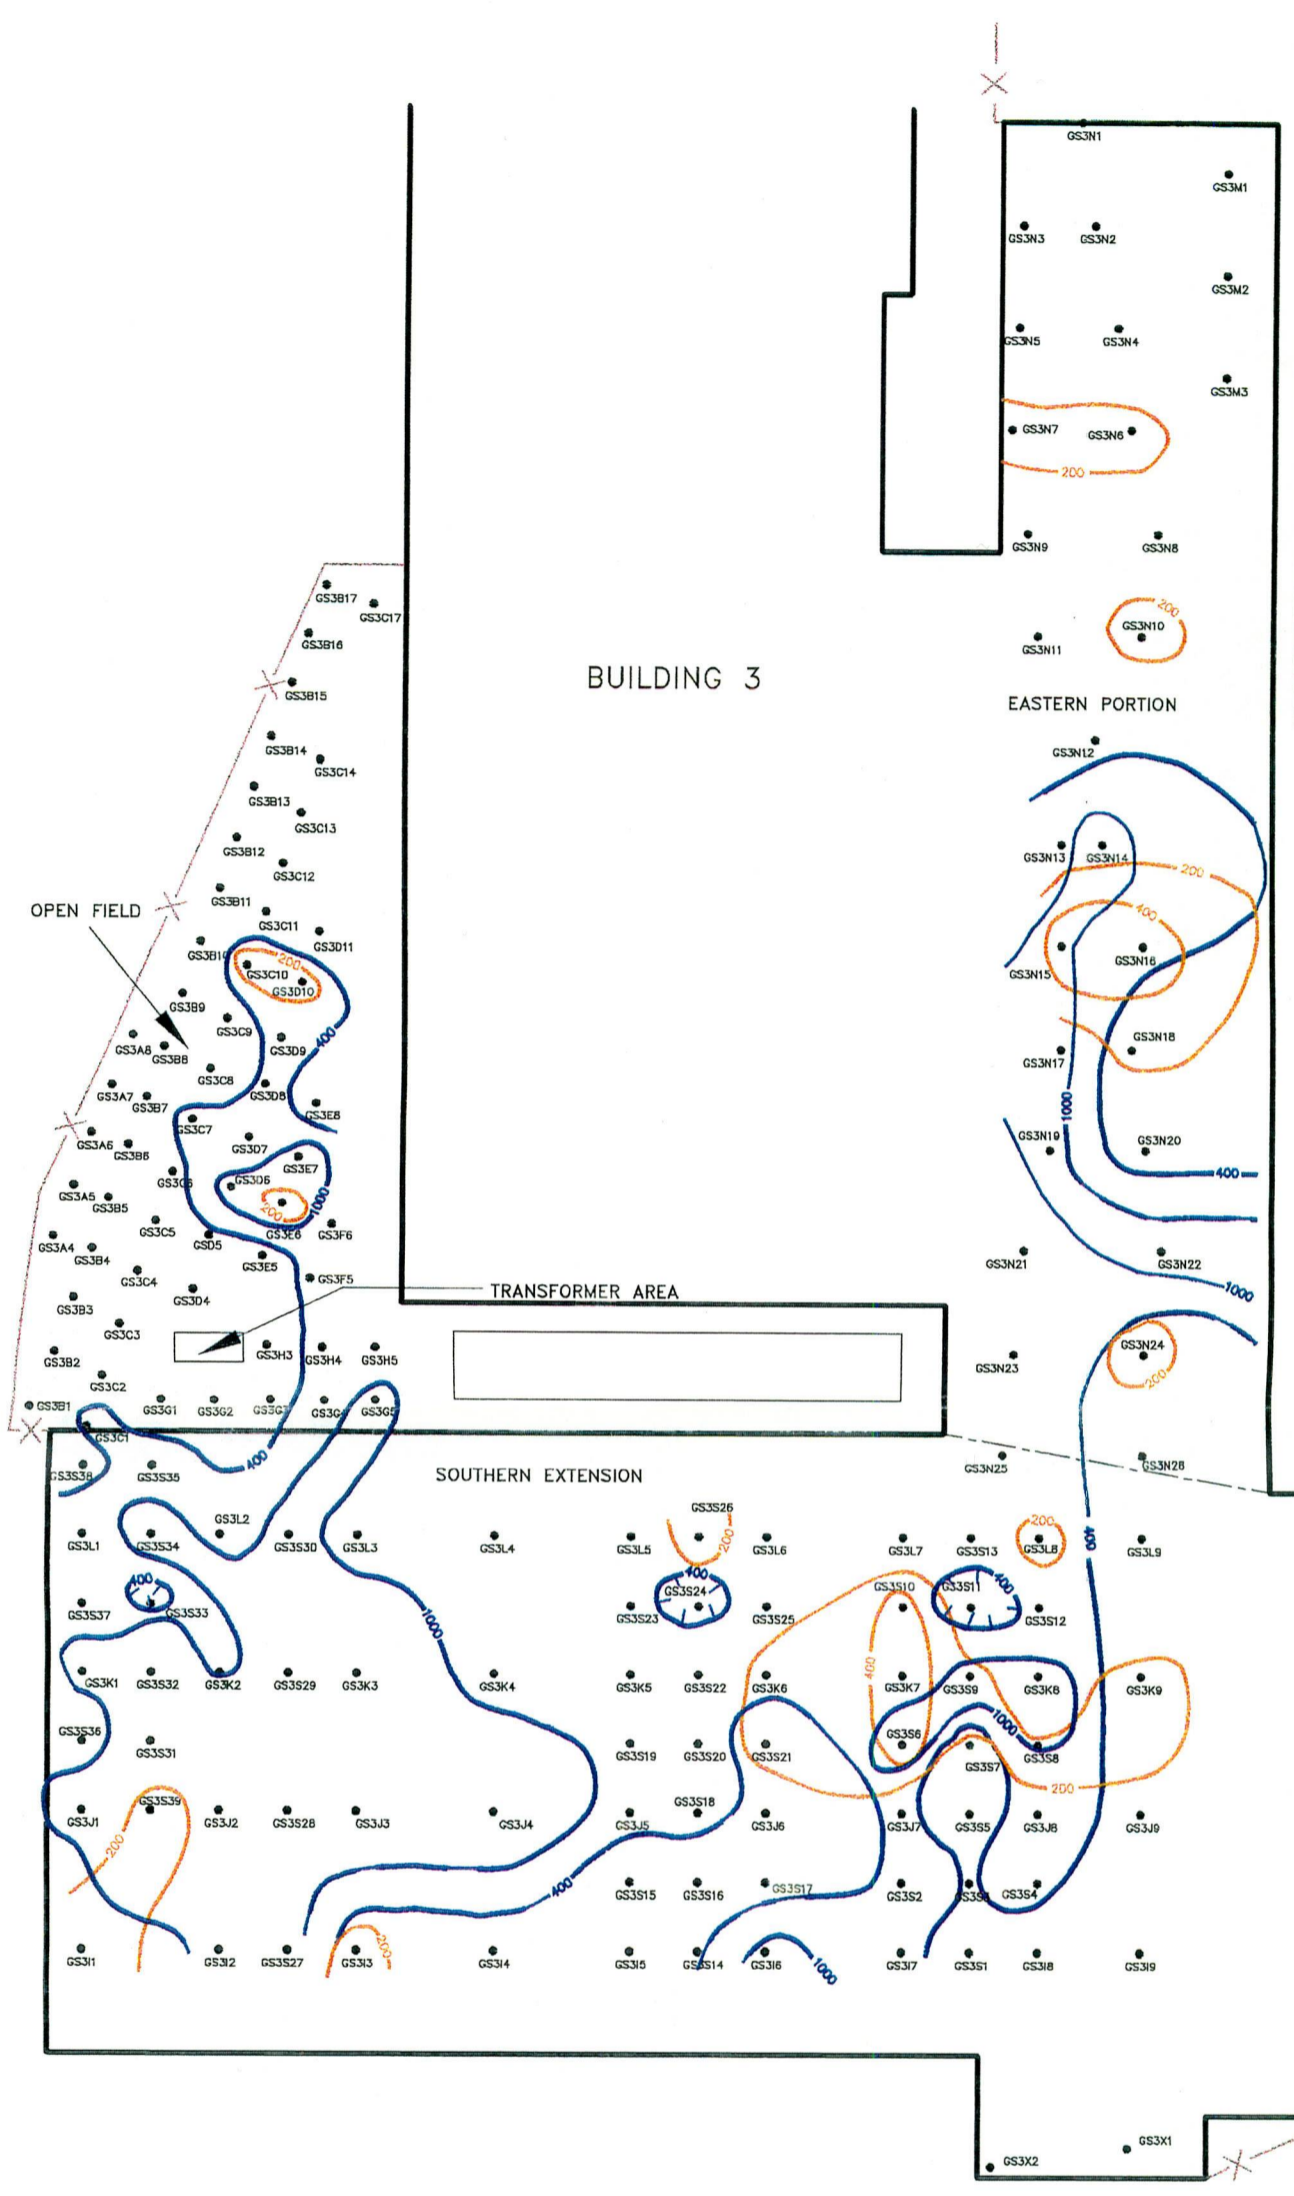 GS3N1
GS3M1
GS3N3
GS3N2
GS3M2
GS3N5
GS3N4
GS3M3
GS3N7
GS3N6
200
GS3N9
GS3N8
GS3B17
GS3C17
200
GS3N10
GS3B16
GS3N11
BUILDING 3
GS3B15
EASTERN PORTION
GS3B14
GS3N12
GS3C14
GS3B13
GS3C13
GS3B12
GS3N13
GS3N14
GS3C12
200
GS3B11
OPEN FIELD
400
GS3C11
GS3D11
GS3B10
200
GS3C10
GS3N15
GS3N16
GS3D10
GS3B9
GS3C9
400
GS3N18
GS3A8
GS3B8
GS3D9
GS3N17
GS3C8
GS3A7
GS3B7
GS3D8
1000
GS3E8
GS3C7
GS3N19
GS3N20
GS3A6
GS3B6
GS3D7
GS3E7
400
GS3C6
GS3D6
GS3A5
GS3B5
1000
200
GS3C5
GSD5
GS3E6
GS3F6
GS3A4
GS3B4
GS3E5
GS3N21
GS3N22
GS3C4
GS3F5
1000
GS3D4
TRANSFORMER AREA
GS3B3
GS3C3
GS3H3
GS3H4
GS3H5
GS3N24
GS3B2
GS3N23
GS3C2
200
GS3B1
GS3G1
GS3G2
GS3G3
GS3G4
GS3G5
GS3C1
400
GS3S38
GS3S35
SOUTHERN EXTENSION
GS3N25
GS3N26
GS3S26
GS3L2
200
200
400
GS3L1
GS3S34
GS3S30
GS3L3
GS3L4
GS3L5
GS3L6
GS3L7
GS3S13
GS3L8
GS3L9
400
400
400
GS3S24
GS3S10
GS3S11
GS3S37
GS3S33
GS3S23
GS3S25
GS3S12
1000
400
GS3K1
GS3S32
GS3K2
GS3S29
GS3K3
GS3K4
GS3K5
GS3S22
GS3K6
GS3K7
GS3S9
GS3K8
GS3K9
1000
GS3S36
GS3S31
GS3S19
GS3S20
GS3S21
GS3S6
GS3S7
GS3S8
200
GS3S39
GS3S18
GS3J1
GS3J2
GS3S28
GS3J3
GS3J4
GS3J5
GS3J6
GS3J7
GS3S5
GS3J8
GS3J9
200
400
GS3S15
GS3S16
GS3S17
GS3S2
GS3S3
GS3S4
200
GS3I1
GS3I2
GS3S27
GS3I3
GS3I4
GS3I5
GS3S14
GS3I6
GS3I7
GS3S1
GS3I8
GS3I9
1000
GS3X1
GS3X2